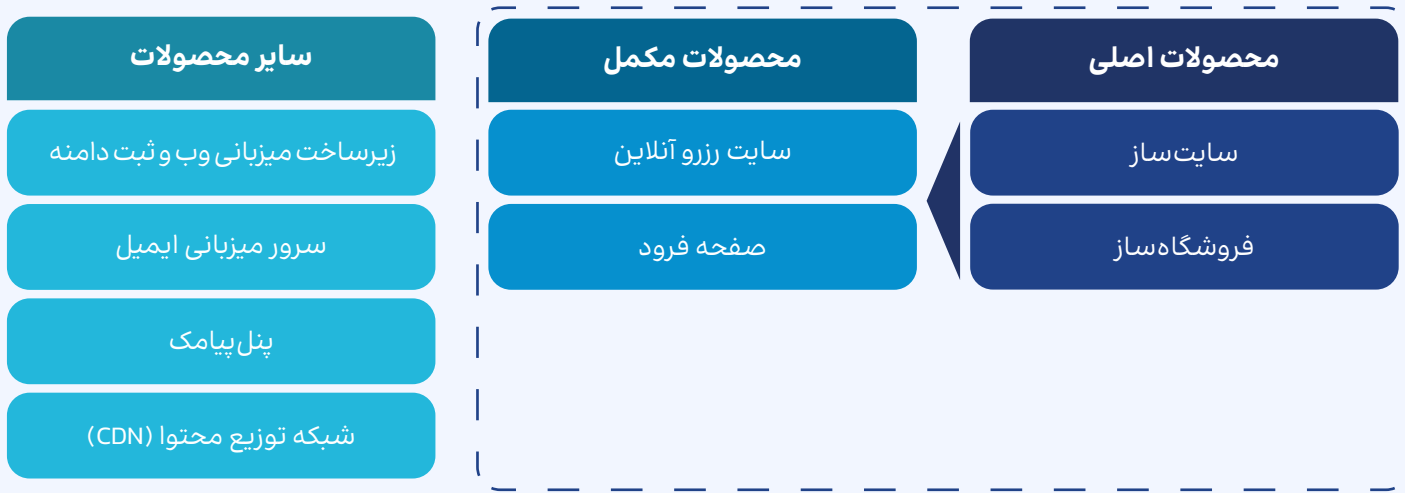 محصولات اصلی
سایت‌ساز
فروشگاه‌ساز
محصولات مکمل
سایت رزرو آنلاین
صفحه فرود
سایر محصولات
زیرساخت میزبانی وب و ثبت دامنه
سرور میزبانی ایمیل
پنل پیامک
شبکه توزیع محتوا (CDN)